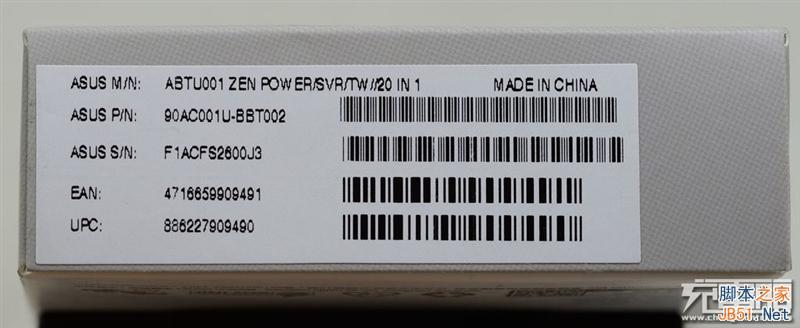 ASUS M/N: ABTU001 ZEN POWER/SVR/TW//20 IN 1 MADE IN CHINA
ASUS P/N: 90AC001U-BBT002
ASUS S/N: F1ACFS2600J3
EAN: 4716659909491
UPC: 886227909490
脚本之家
JB51.Net